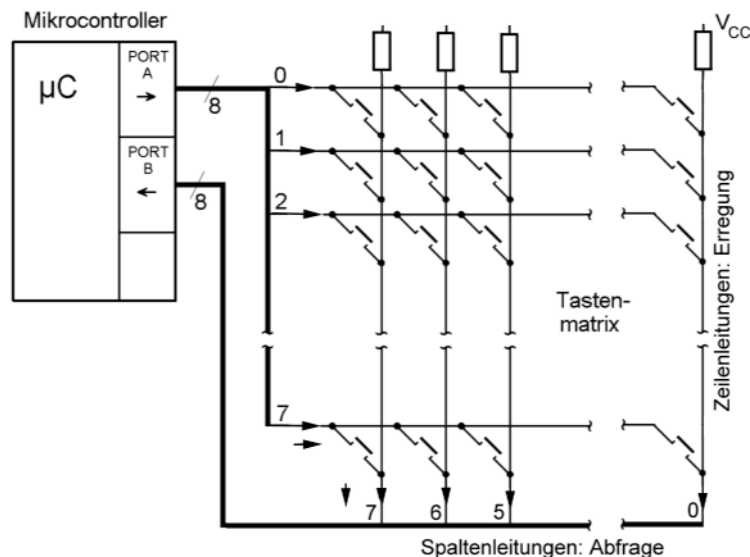 Mikrocontroller
µC
PORT
A
PORT
B
8
8
0
1
2
7
V_CC
Tasten-
matrix
Zeilenleitungen: Erregung
7
6
5
0
Spaltenleitungen: Abfrage